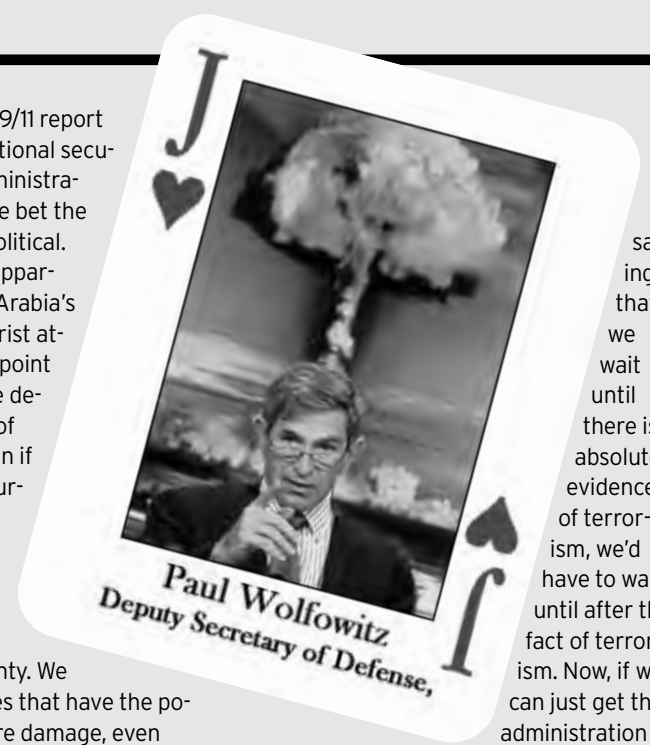 9/11 report
tional secu-
ministra-
e bet the
olitical.
appar-
Arabia's
rist at-
point
e de-
of
n if
ur-
nty. We
es that have the po-
re damage, even
J
Paul Wolfowitz
Deputy Secretary of Defense,
J
sa
ing
tha
we
wait
until
there is
absolute
evidence
of terror-
ism, we'd
have to wa
until after th
fact of terror
ism. Now, if w
can just get th
administration